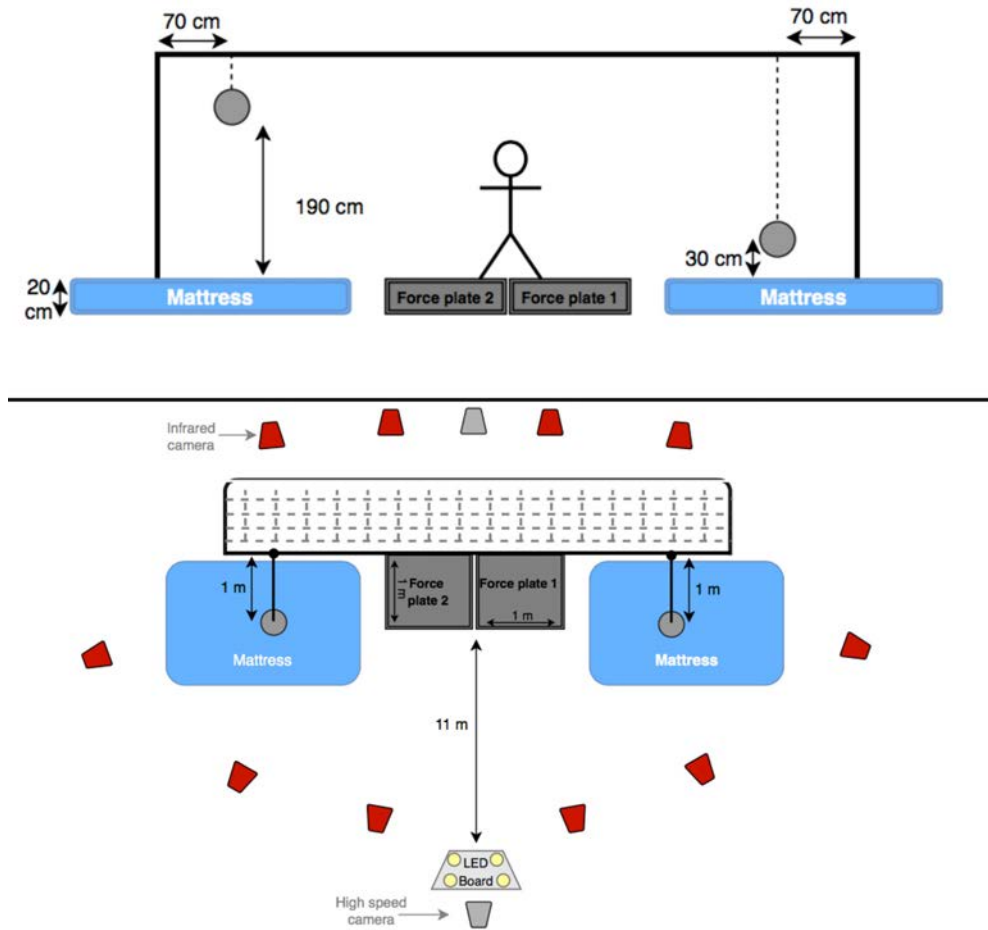 70 cm
70 cm
190 cm
30 cm
20
cm
Mattress
Force plate 2
Force plate 1
Mattress
Infrared
camera
1 m
1 m
Force
plate 2
Force plate 1
1 m
1 m
Mattress
Mattress
11 m
LED
Board
High speed
camera